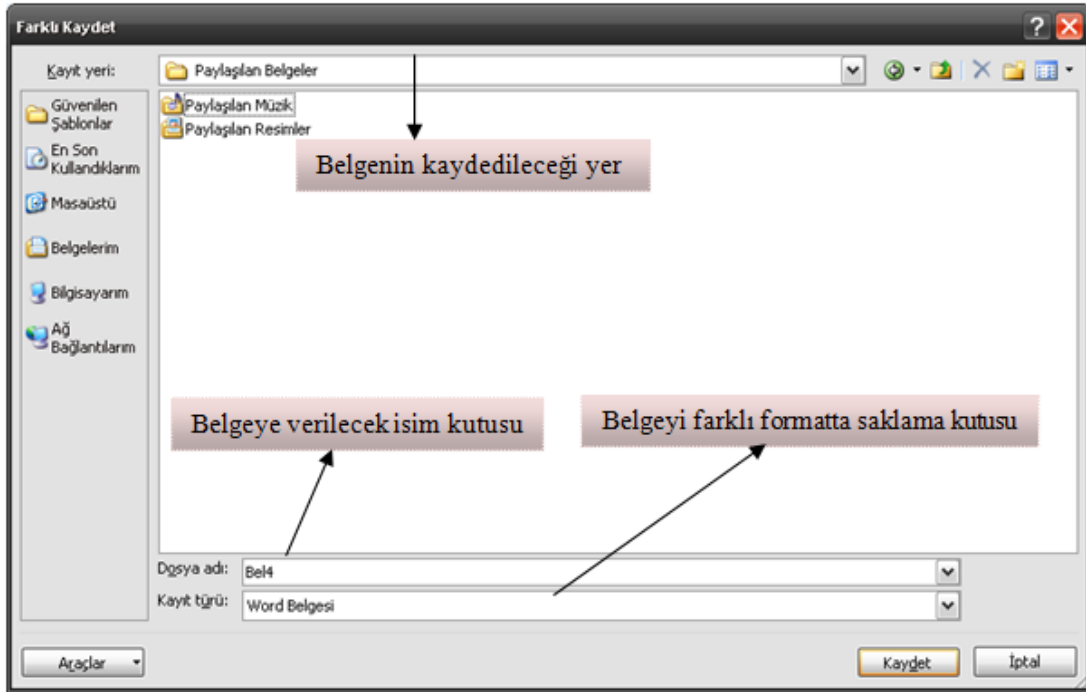 Farklı Kaydet
Kayıt yeri:
Paylaşılan Belgeler
Güvenilen
Şablonlar
En Son
Kullandıklarım
Masaüstü
Belgelerim
Bilgisayarım
Ağ
Bağlantılarım
Paylaşılan Müzik
Paylaşılan Resimler
Belgenin kaydedileceği yer
Belgeye verilecek isim kutusu
Belgeyi farklı formatta saklama kutusu
Dosya adı:
Bel4
Kayıt türü:
Word Belgesi
Araçlar
Kaydet
İptal